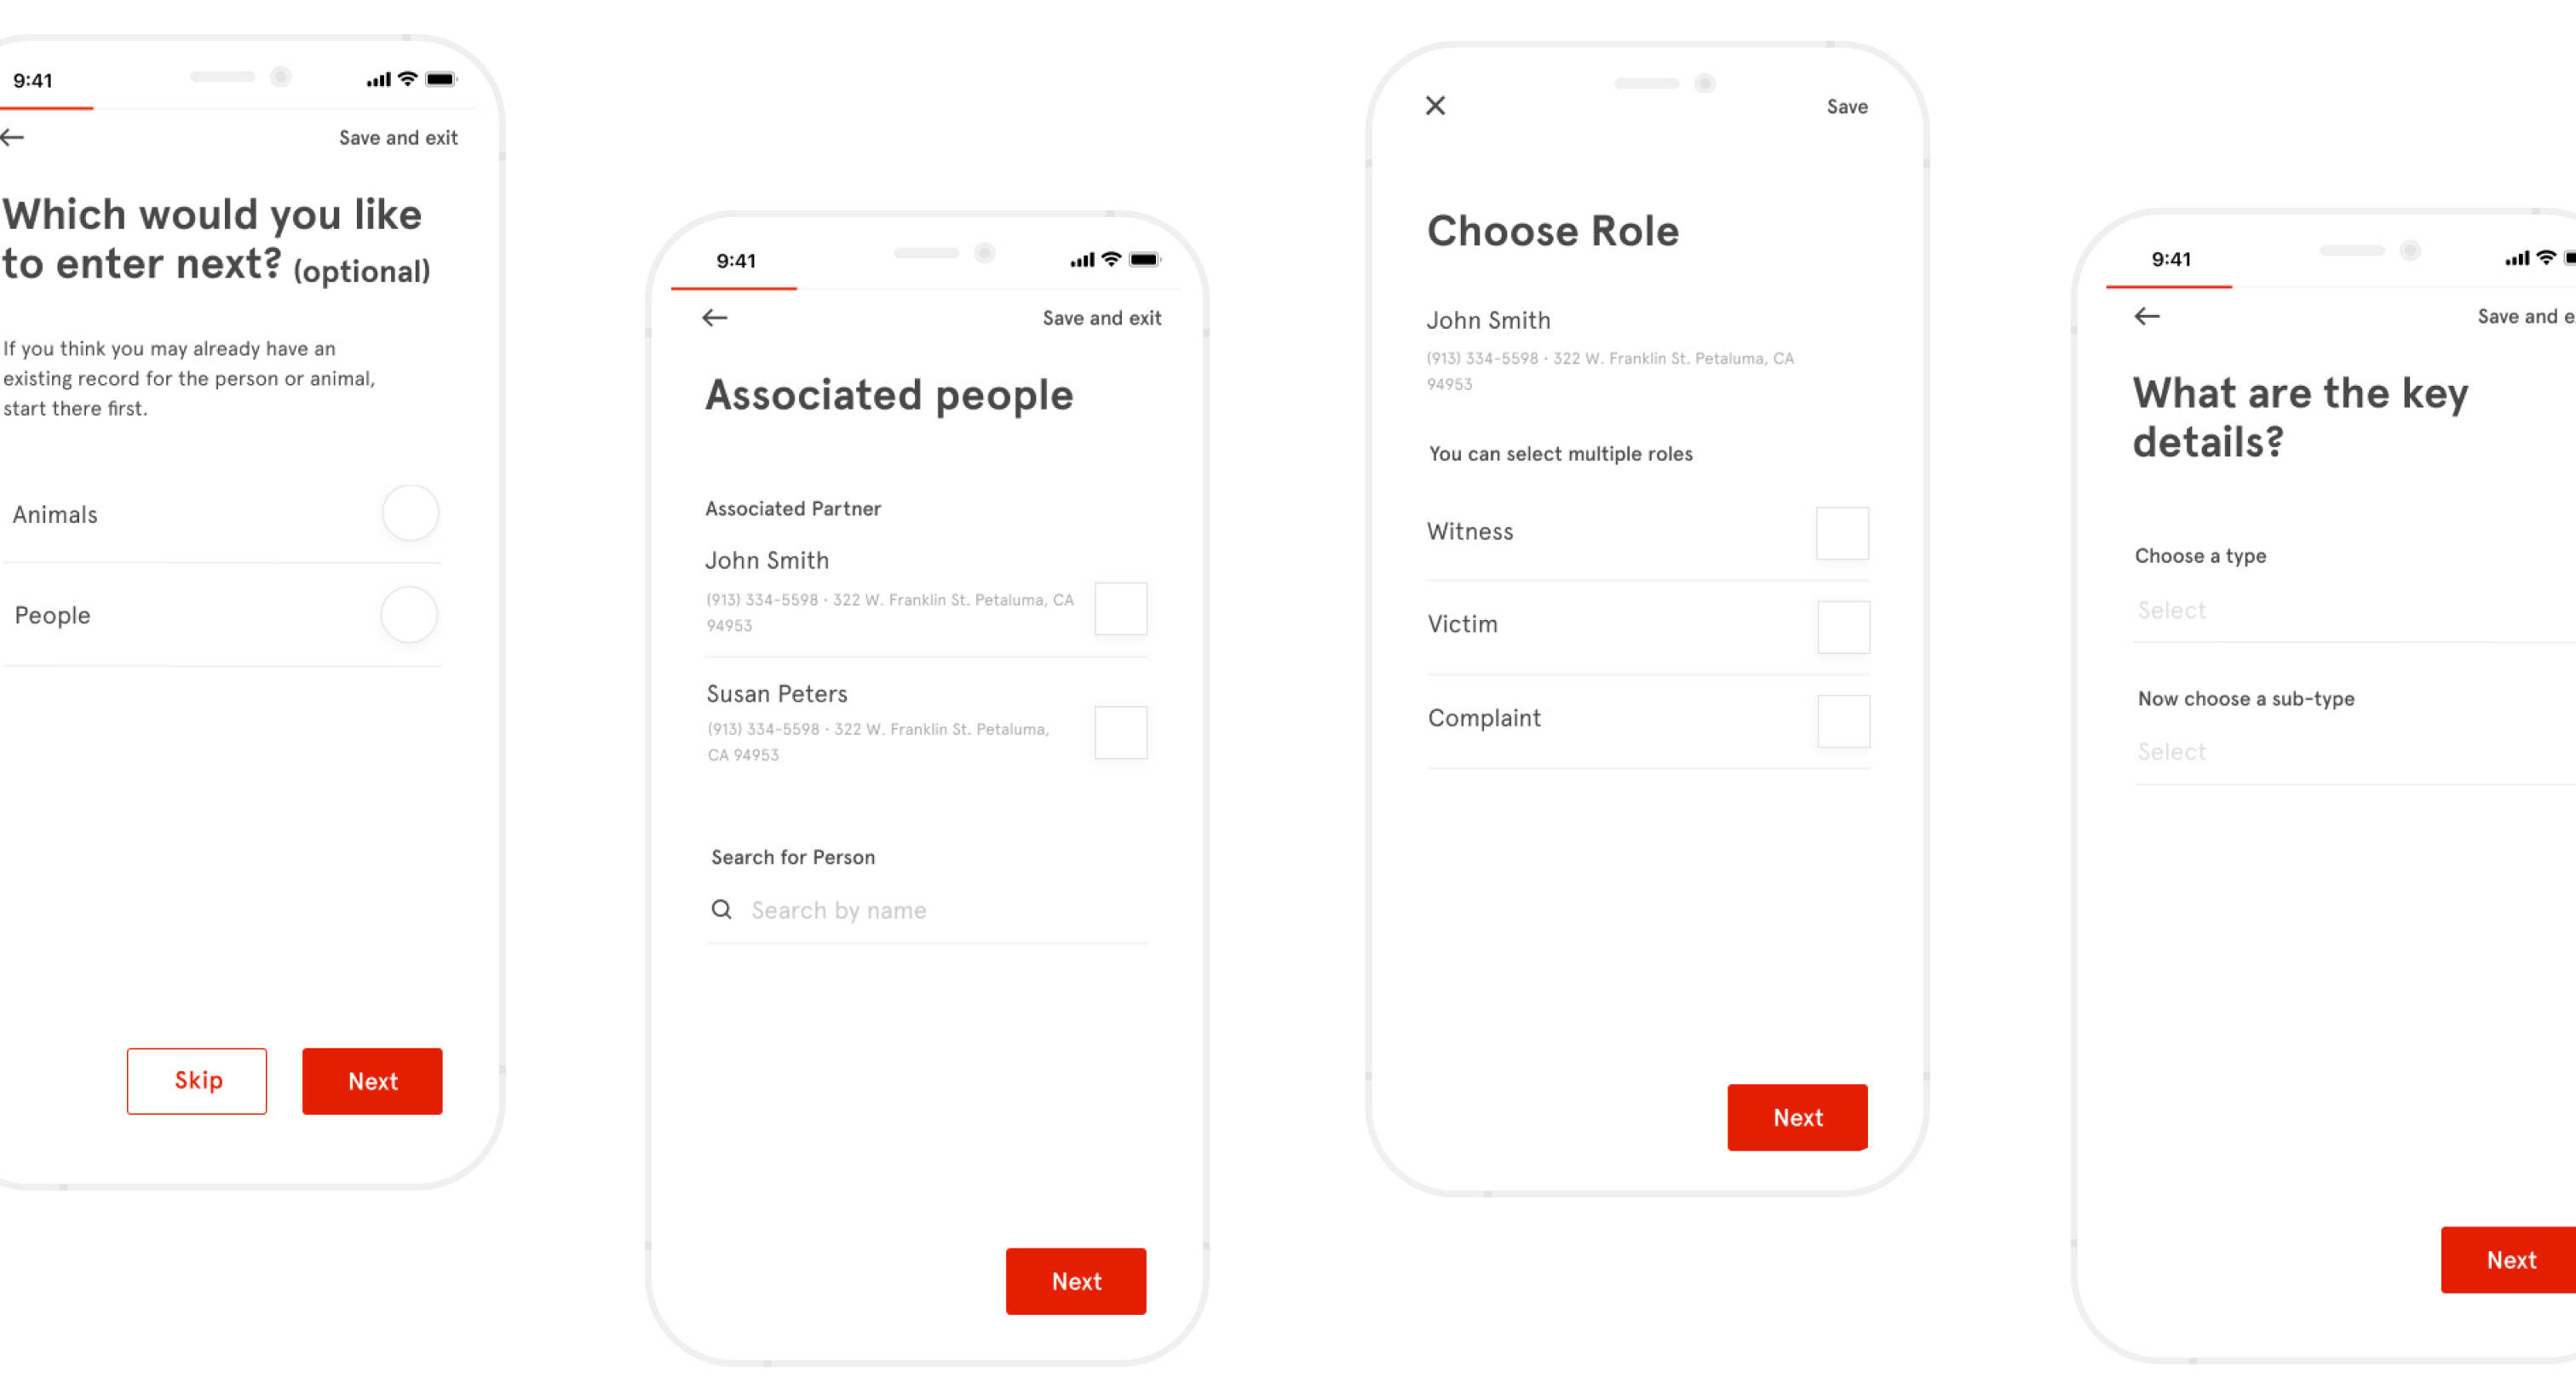 9:41
Save and exit
Which would you like
to enter next? (optional)
If you think you may already have an
existing record for the person or animal,
start there first.
Animals
People
Skip
Next
9:41
Save and exit
Associated people
Associated Partner
John Smith
(913) 334-5598 · 322 W. Franklin St. Petaluma, CA
94953
Susan Peters
(913) 334-5598 · 322 W. Franklin St. Petaluma,
CA 94953
Search for Person
Search by name
Next
Save
Choose Role
John Smith
(913) 334-5598 · 322 W. Franklin St. Petaluma, CA
94953
You can select multiple roles
Witness
Victim
Complaint
Next
9:41
Save and
What are the key
details?
Choose a type
Select
Now choose a sub-type
Select
Next